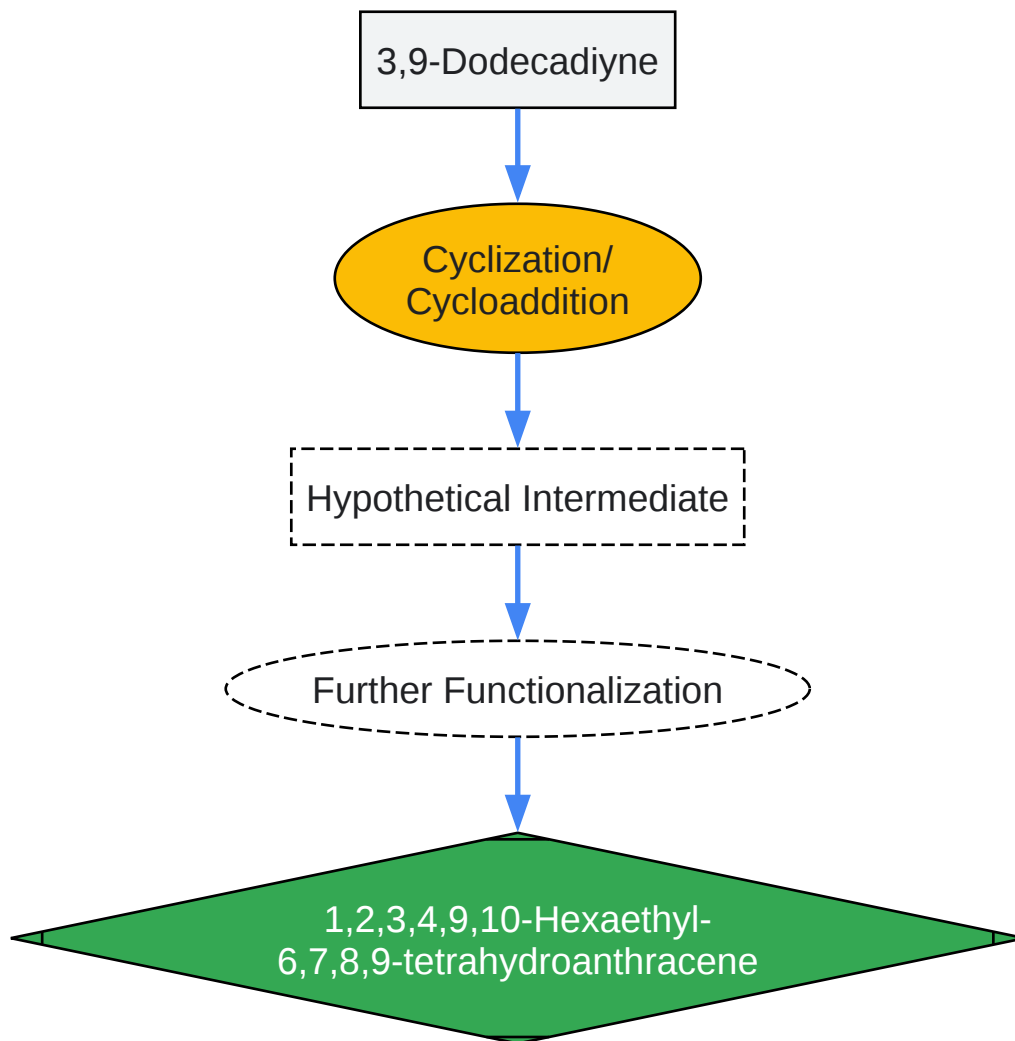 3,9-Dodecadiyne
Cyclization/
Cycloaddition
Hypothetical Intermediate
Further Functionalization
1,2,3,4,9,10-Hexaethyl-
6,7,8,9-tetrahydroanthracene